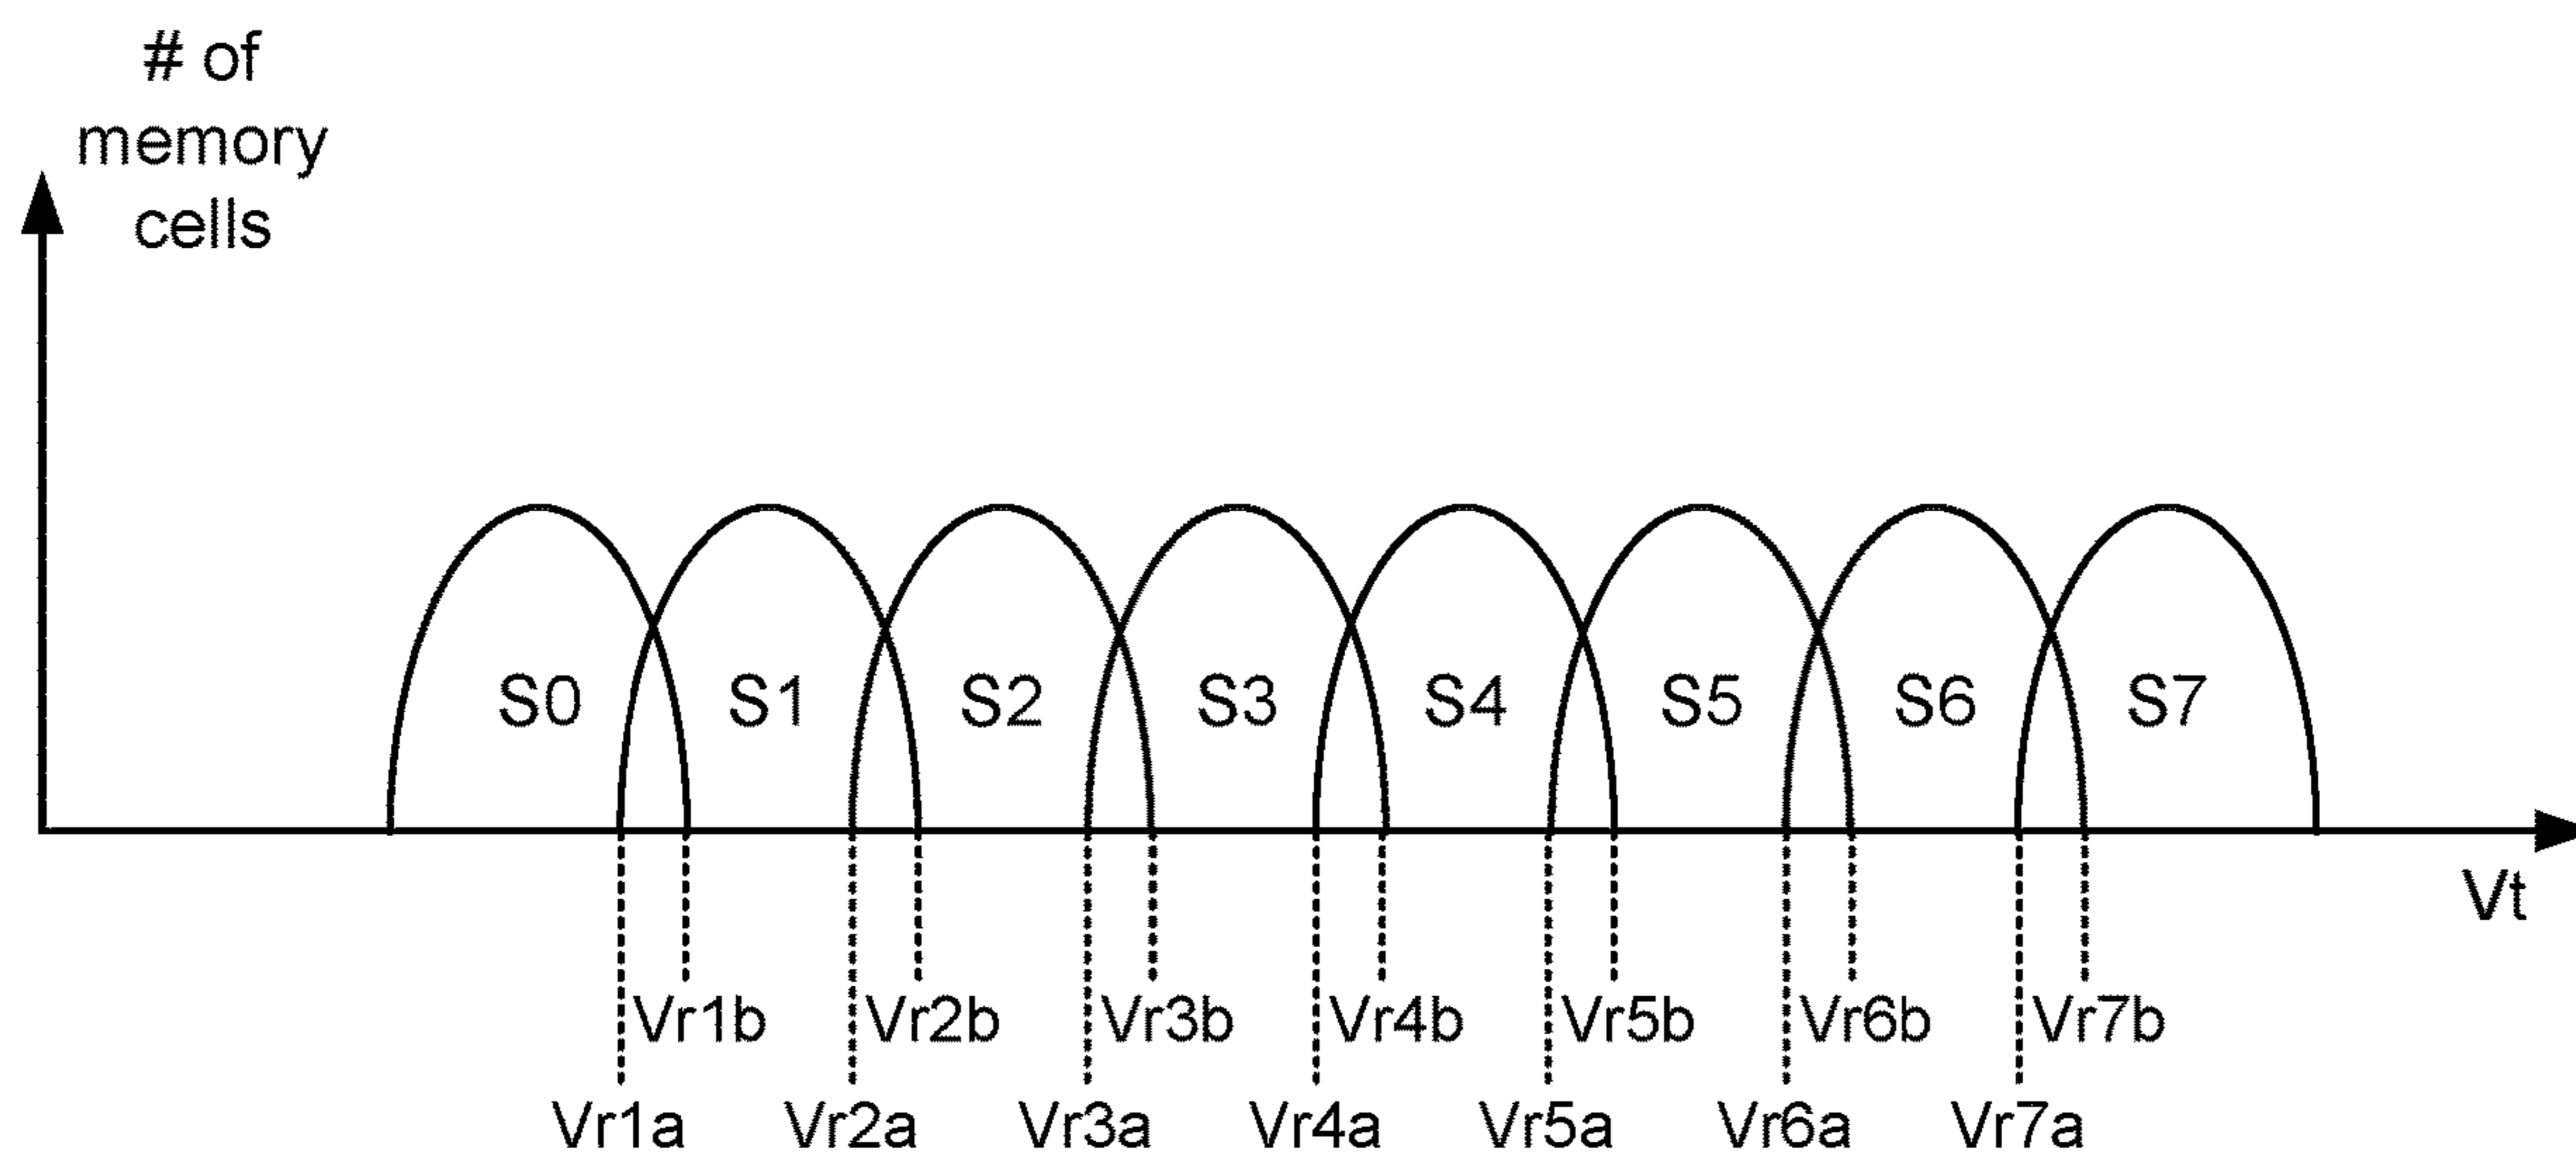 # of
memory
cells
S0 S1 S2 S3 S4 S5 S6 S7
Vt
Vr1b Vr2b Vr3b Vr4b Vr5b Vr6b Vr7b
Vr1a Vr2a Vr3a Vr4a Vr5a Vr6a Vr7a